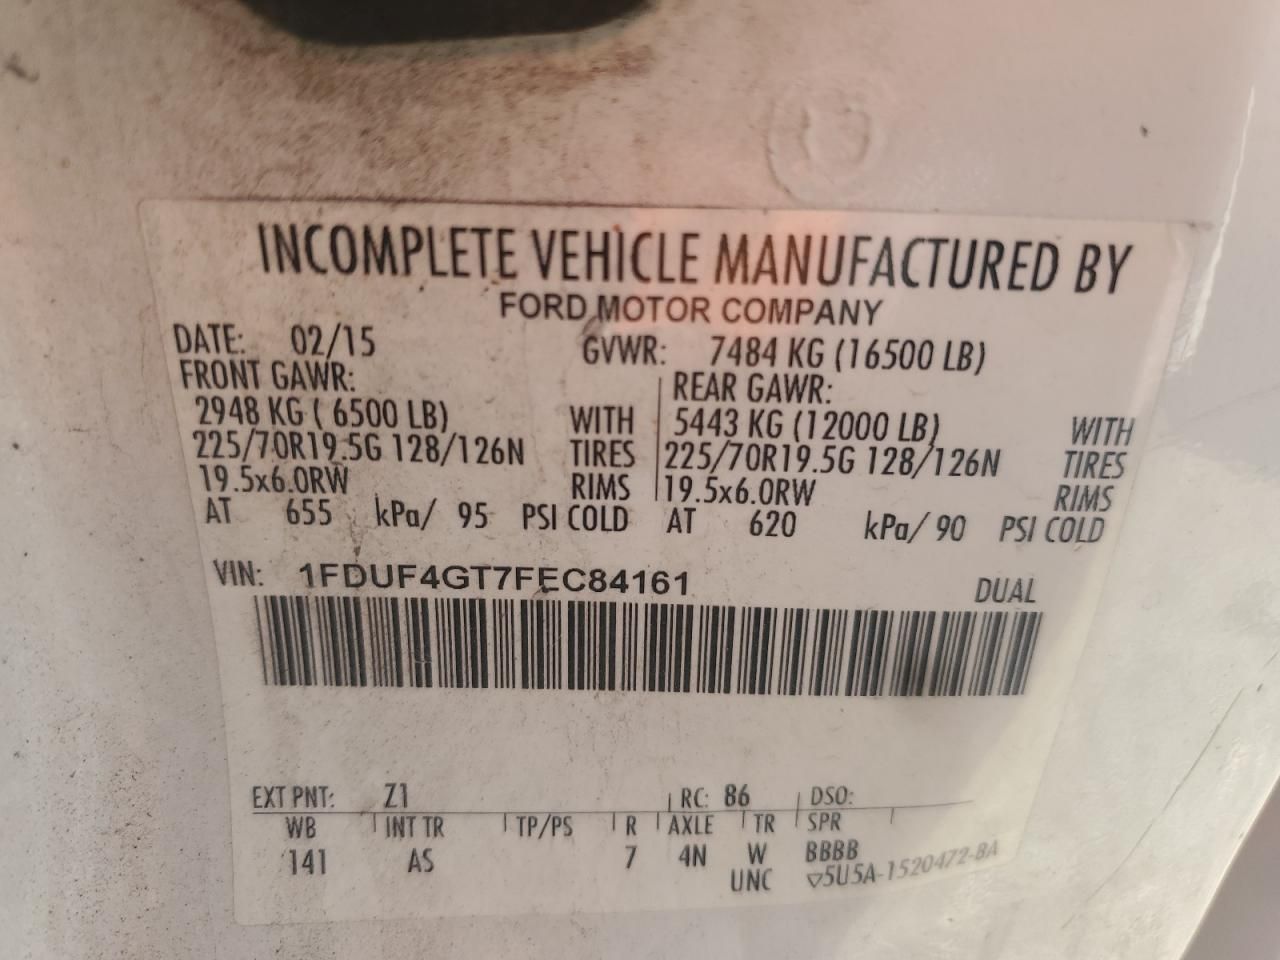 INCOMPLETE VEHICLE MANUFACTURED BY
FORD MOTOR COMPANY
DATE: 02/15 GVWR: 7484 KG (16500 LB)
FRONT GAWR: REAR GAWR:
2948 KG ( 6500 LB) WITH 5443 KG (12000 LB) WITH
225/70R19.5G 128/126N TIRES 225/70R19.5G 128/126N TIRES
19.5x6.0RW RIMS 19.5x6.0RW RIMS
AT 655 kPa/ 95 PSI COLD AT 620 kPa/ 90 PSI COLD
VIN: 1FDUF4GT7FEC84161 DUAL
EXT PNT: Z1 RC: 86 DSO:
WB INT TR TP/PS R AXLE TR SPR
141 AS 7 4N W BBBB
UNC ▽5U5A-1520472-BA